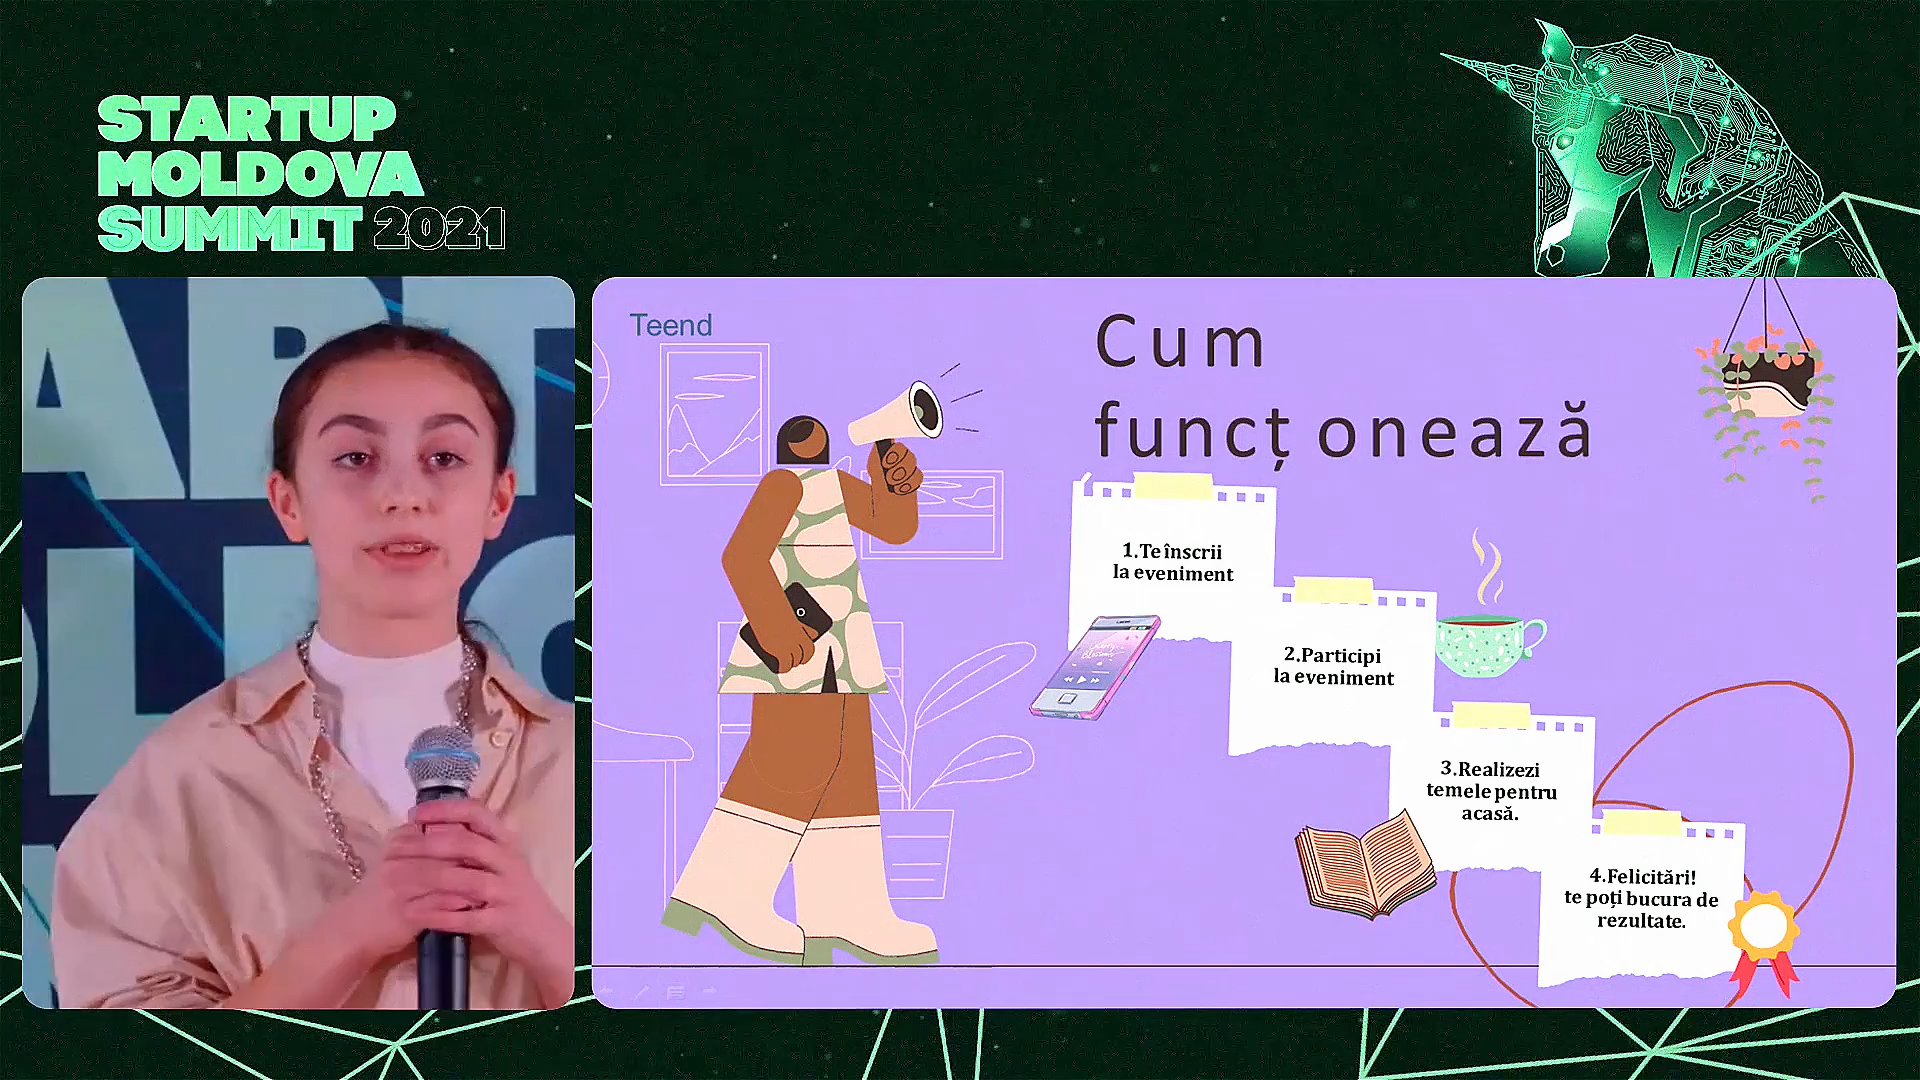 STARTUP
MOLDOVA
SUMMIT 2021
Teend
Cum
funcț onează
1.Te înscrii
la eveniment
2.Participi
la eveniment
3.Realizezi
temele pentru
acasă.
4.Felicitări!
te poți bucura de
rezultate.